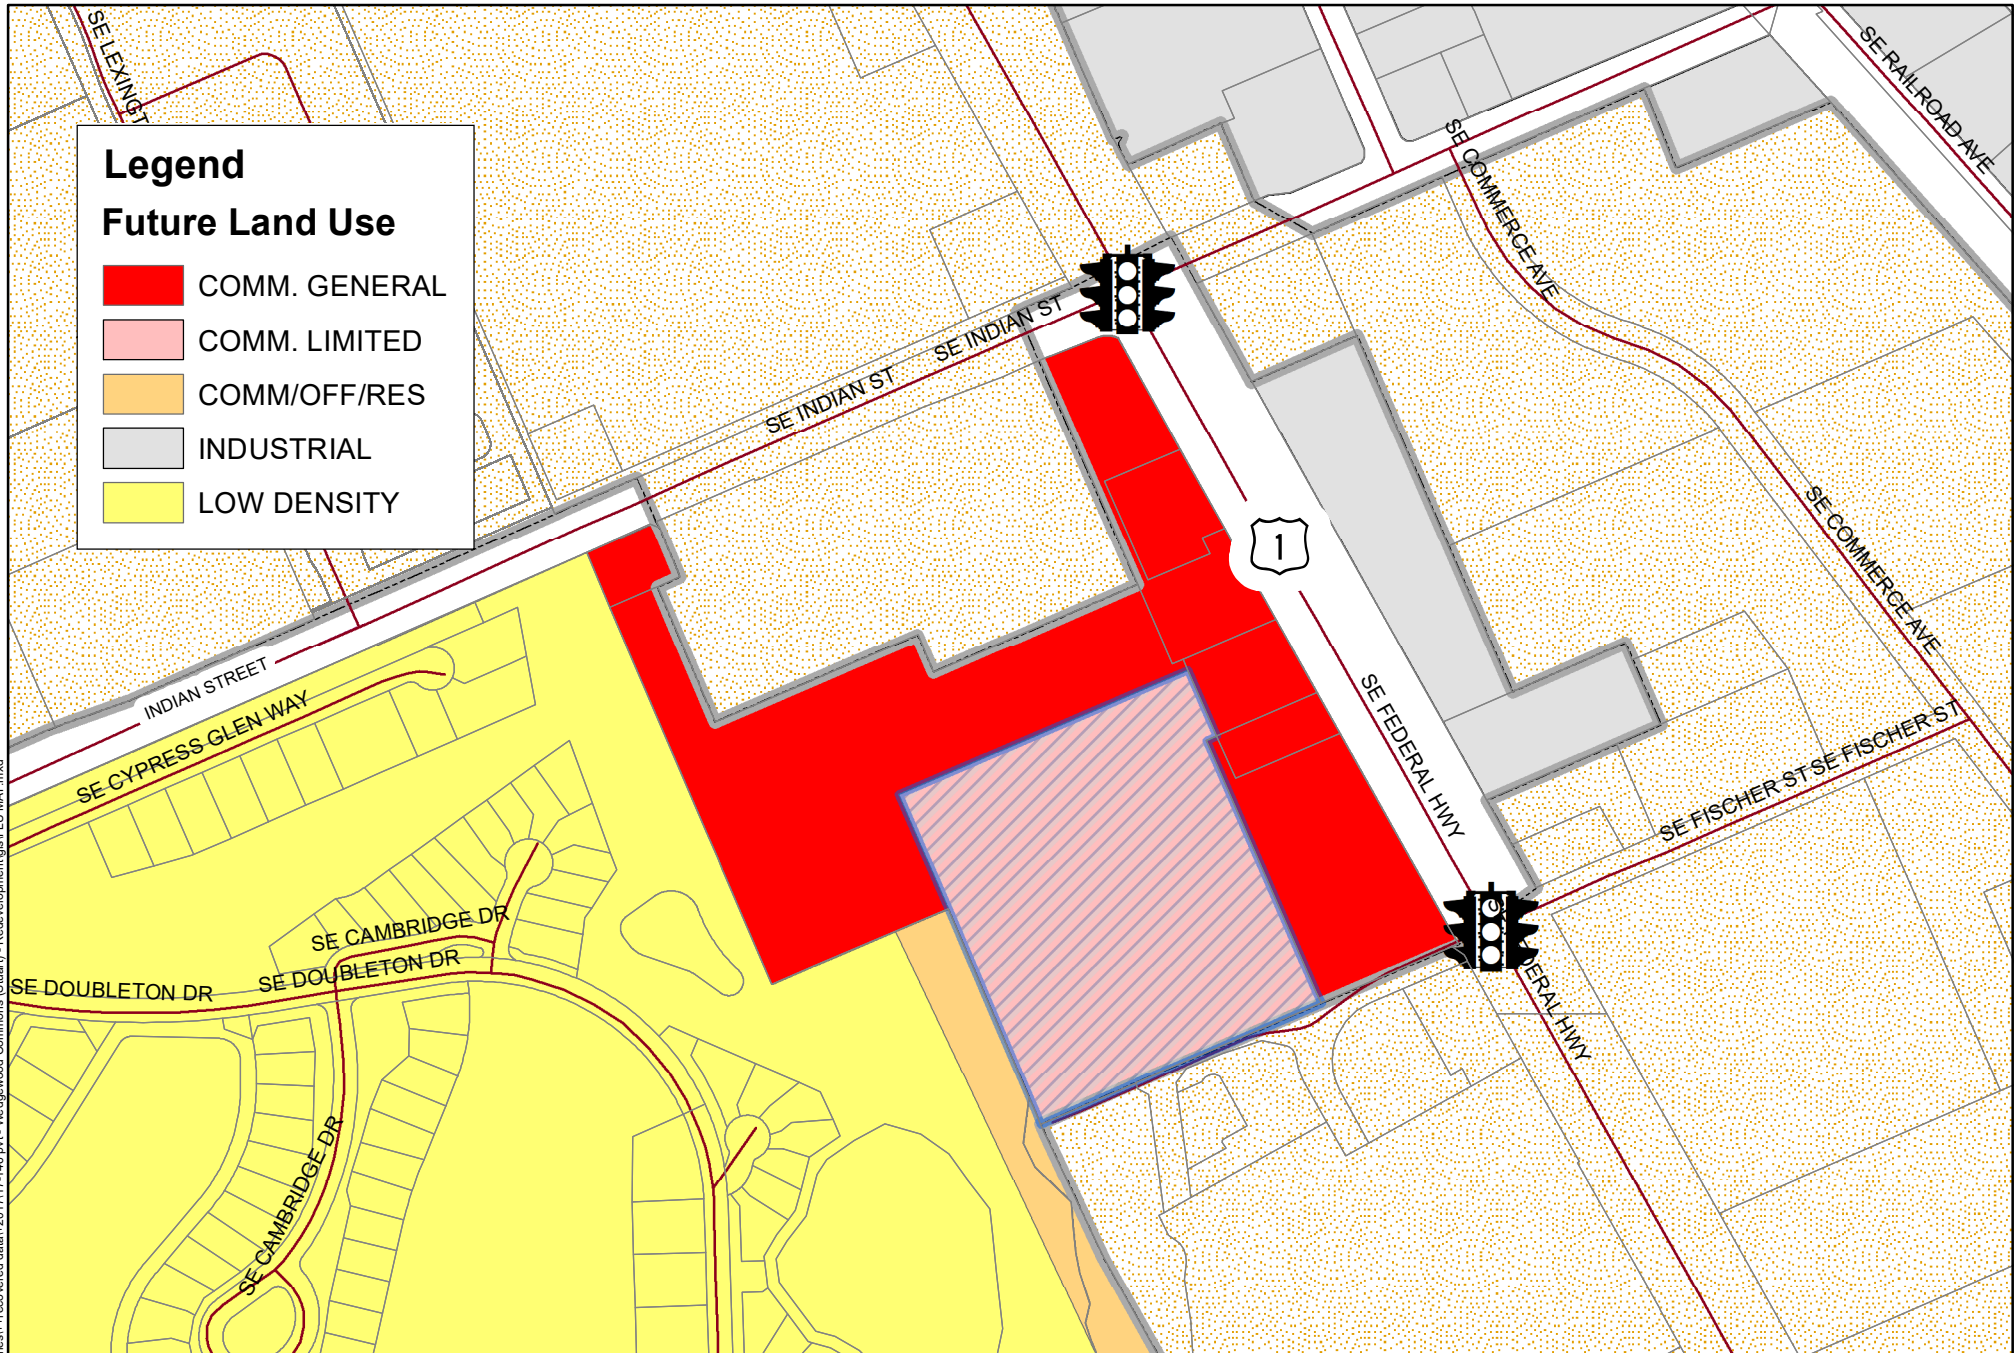 SE LEXINGT
Legend
Future Land Use
COMM. GENERAL
COMM. LIMITED
COMM/OFF/RES
INDUSTRIAL
LOW DENSITY
SE RAILROAD AVE
SE COMMERCE AVE
SE INDIAN ST
SE INDIAN ST
1
SE COMMERCE AVE
INDIAN STREET
SE CYPRESS GLEN WAY
SE FEDERAL HWY
SE FISCHER ST
SE FISCHER ST
SE CAMBRIDGE DR
SE DOUBLETON DR
SE DOUBLETON DR
DERAL HWY
SE CAMBRIDGE DR